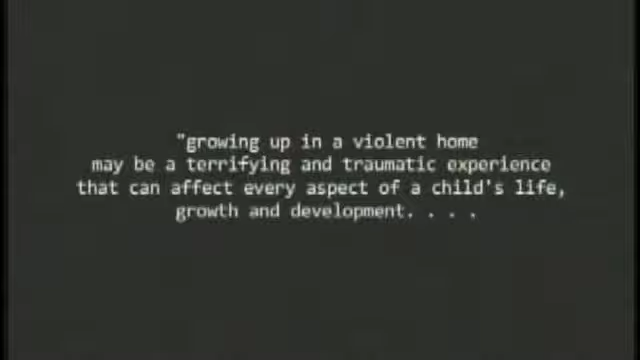 "growing up in a violent home
may be a terrifying and traumatic experience
that can affect every aspect of a child's life,
growth and development. . . .